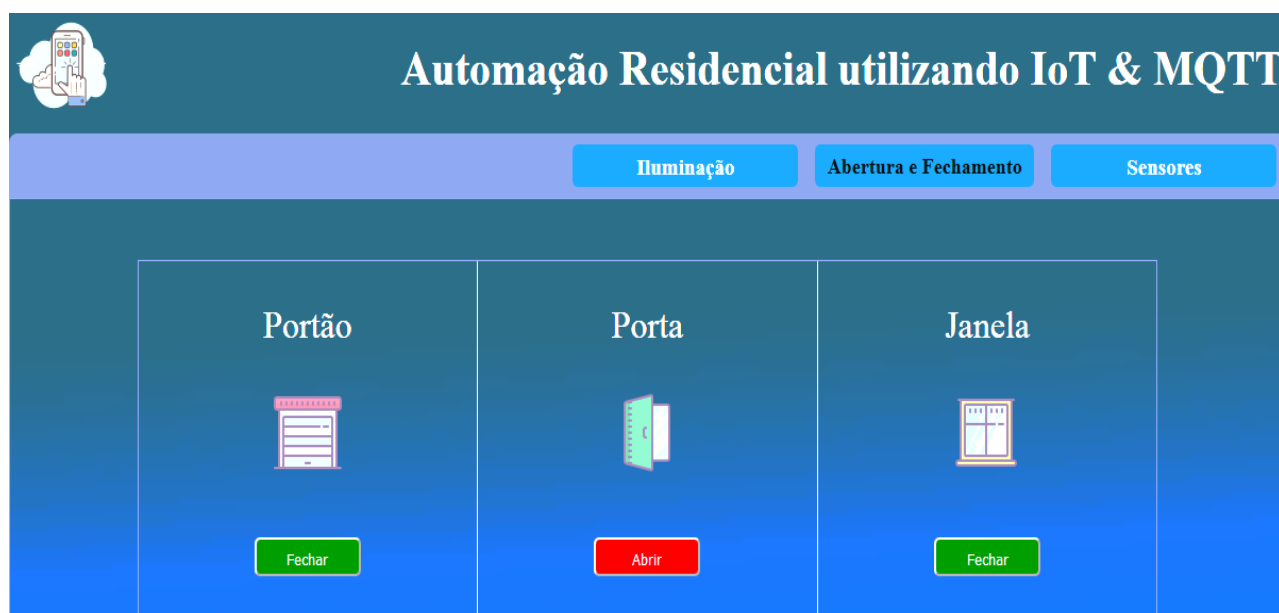 Automação Residencial utilizando IoT & MQTT
Iluminação Abertura e Fechamento Sensores
Portão Porta Janela
Fechar Abrir Fechar